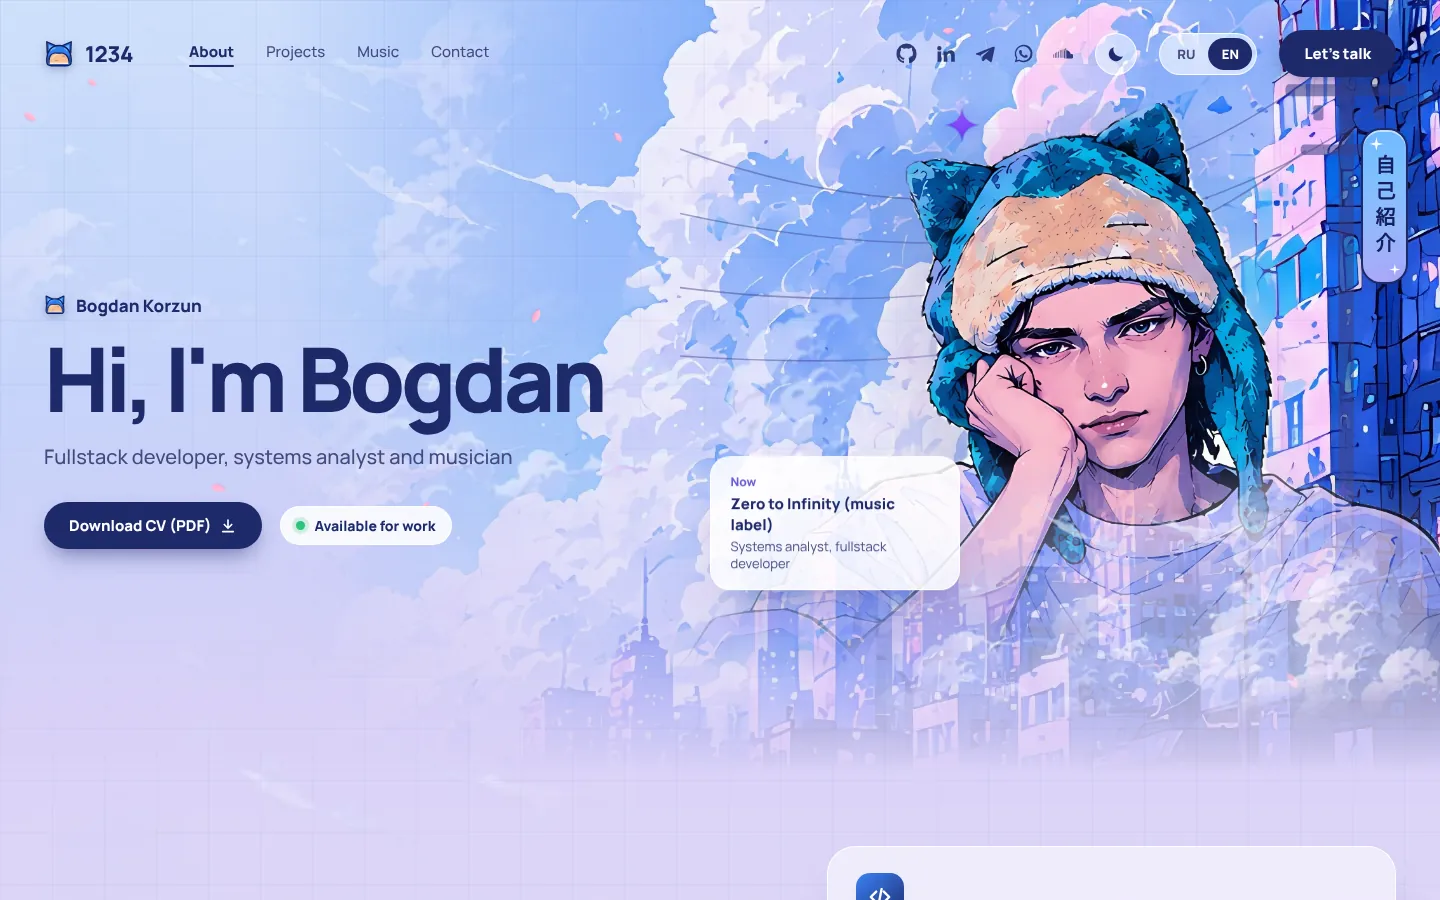 1234
About
Projects
Music
Contact
RU
EN
Let's talk
自己紹介
Bogdan Korzun
Hi, I'm Bogdan
Fullstack developer, systems analyst and musician
Download CV (PDF)
Available for work
Now
Zero to Infinity (music
label)
Systems analyst, fullstack
developer